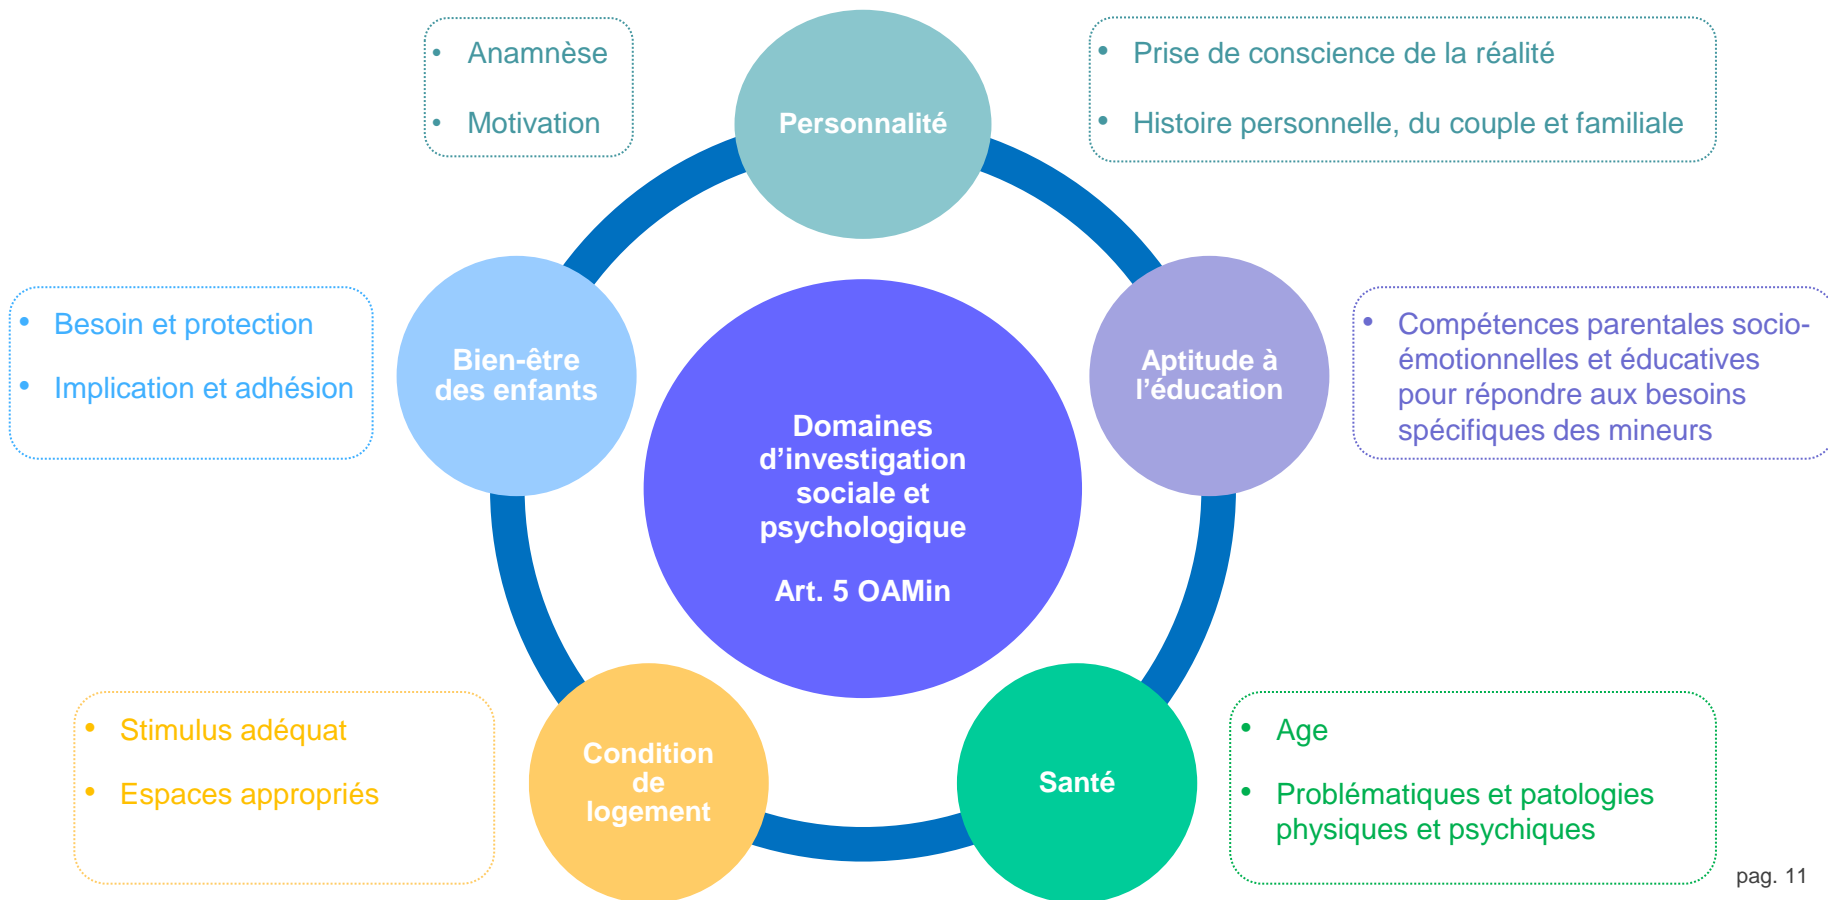 • Anamnèse
• Motivation
Personnalité
• Prise de conscience de la réalité
• Histoire personnelle, du couple et familiale
• Besoin et protection
• Implication et adhésion
Bien-être
des enfants
Aptitude à
l’éducation
• Compétences parentales socio-
émotionnelles et éducatives
pour répondre aux besoins
spécifiques des mineurs
Domaines
d’investigation
sociale et
psychologique
Art. 5 OAMin
• Stimulus adéquat
• Espaces appropriés
Condition
de
logement
Santé
• Age
• Problématiques et patologies
physiques et psychiques
pag. 11